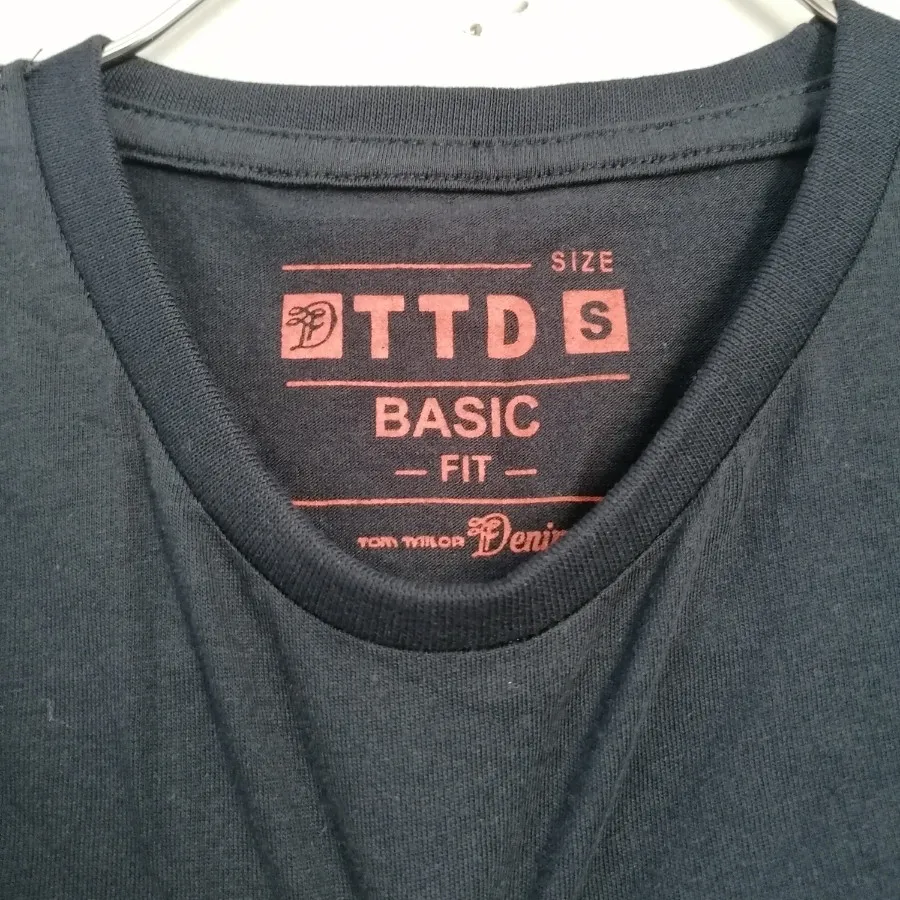 SIZE
D TTD S
BASIC
— FIT —
TOM TAILOR Denim